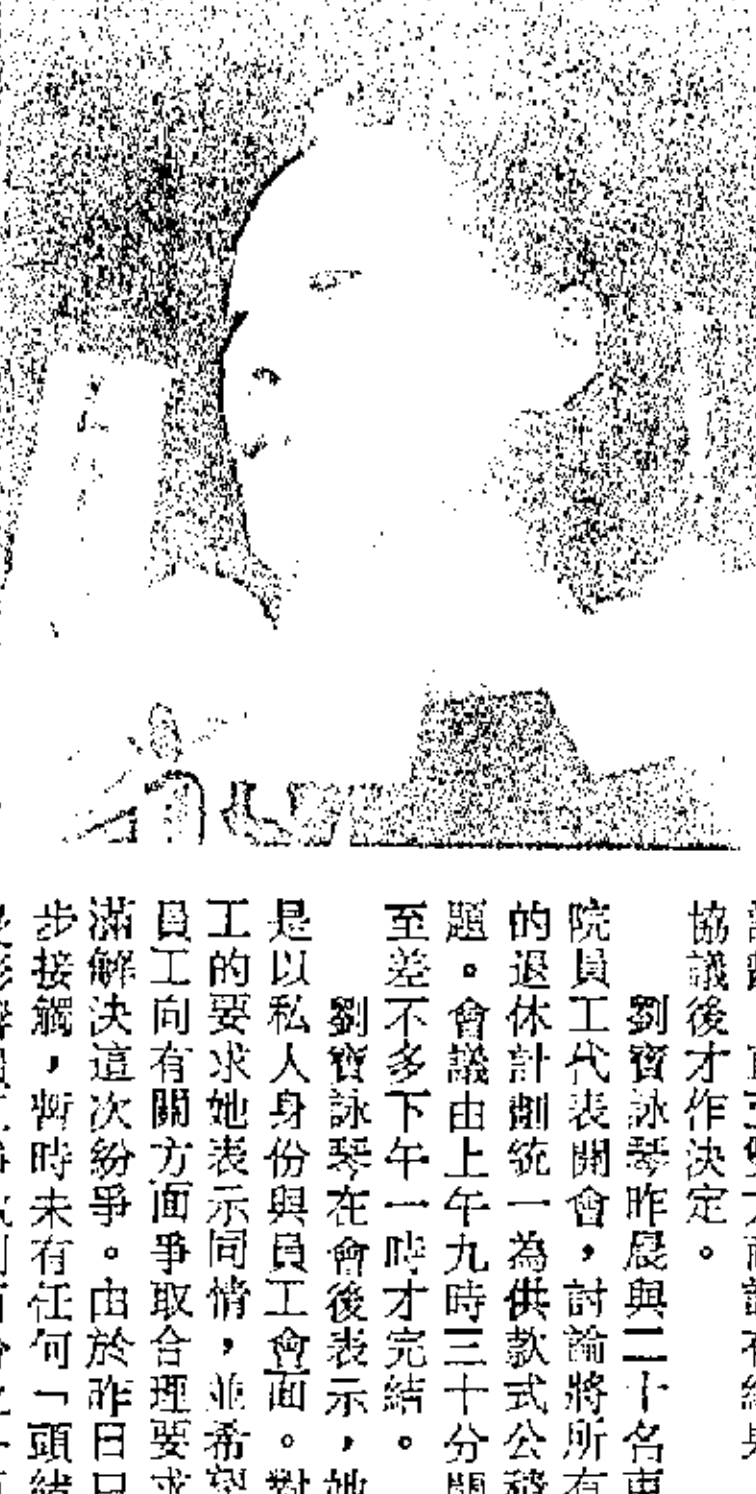 協議後才作決定。
劉寶詠琴昨晨與二十名東
院員工代表開會，討論將所有
的退休計劃統一為供款式公積
題。會議由上午九時三十分開
至差不多下午一時才完結。
劉寶詠琴在會後表示，她
是以私人身份與員工會面。對
工的要求她表示同情，並希望
員工向有關方面爭取合理要求
滿解決這次紛爭。由於昨日只
步接觸，暫時未有任何「頭緒